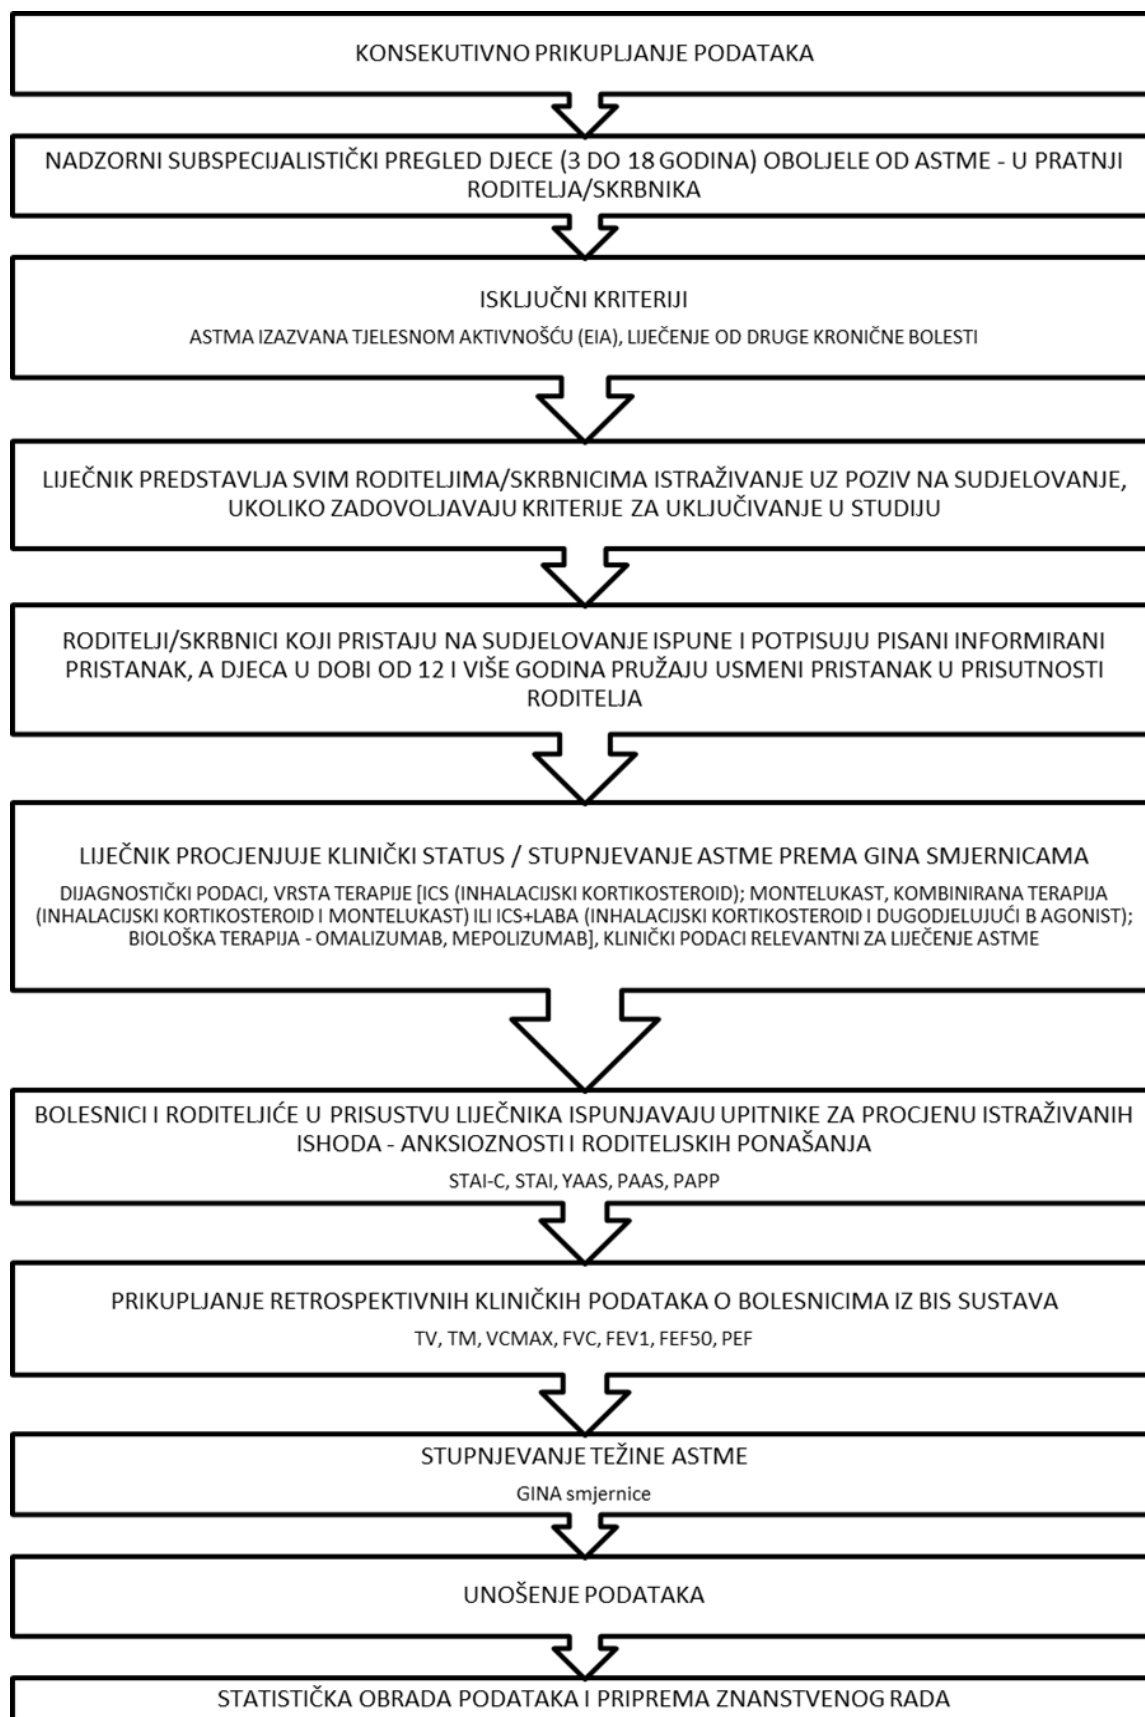 KONSEKUTIVNO PRIKUPLJANJE PODATAKA
NADZORNI SUBSPECIJALISTIČKI PREGLED DJECE (3 DO 18 GODINA) OBOLJELE OD ASTME - U PRATNJI
RODITELJA/SKRBNIKA
ISKLJUČNI KRITERIJI
ASTMA IZAZVANA TJELESNOM AKTIVNOŠĆU (EIA), LIJEČENJE OD DRUGE KRONIČNE BOLESTI
LIJEČNIK PREDSTAVLJA SVIM RODITELJIMA/SKRBNICIMA ISTRAŽIVANJE UZ POZIV NA SUDJELOVANJE,
UKOLIKO ZADOVOLJAVAJU KRITERIJE ZA UKLJUČIVANJE U STUDIJU
RODITELJI/SKRBNICI KOJI PRISTAJU NA SUDJELOVANJE ISPUNE I POTPISUJU PISANI INFORMIRANI
PRISTANAK, A DJECA U DOBI OD 12 I VIŠE GODINA PRUŽAJU USMENI PRISTANAK U PRISUTNOSTI
RODITELJA
LIJEČNIK PROCJENJUJE KLINIČKI STATUS / STUPNJEVANJE ASTME PREMA GINA SMJERNICAMA
DIJAGNOSTIČKI PODACI, VRSTA TERAPIJE [ICS (INHALACIJSKI KORTIKOSTEROID); MONTELUKAST, KOMBINIRANA TERAPIJA
(INHALACIJSKI KORTIKOSTEROID I MONTELUKAST) ILI ICS+LABA (INHALACIJSKI KORTIKOSTEROID I DUGODJELUJUĆI B AGONIST);
BIOLOŠKA TERAPIJA - OMALIZUMAB, MEPOLIZUMAB], KLINIČKI PODACI RELEVANTNI ZA LIJEČENJE ASTME
BOLESNICI I RODITELJIĆE U PRISUSTVU LIJEČNIKA ISPUNJAVAJU UPITNIKE ZA PROCJENU ISTRAŽIVANIH
ISHODA - ANKSIOZNOSTI I RODITELJSKIH PONAŠANJA
STAI-C, STAI, YAAS, PAAS, PAPP
PRIKUPLJANJE RETROSPEKTIVNIH KLINIČKIH PODATAKA O BOLESNICIMA IZ BIS SUSTAVA
TV, TM, VCMAX, FVC, FEV1, FEF50, PEF
STUPNJEVANJE TEŽINE ASTME
GINA smjernice
UNOŠENJE PODATAKA
STATISTIČKA OBRADA PODATAKA I PRIPREMA ZNANSTVENOG RADA